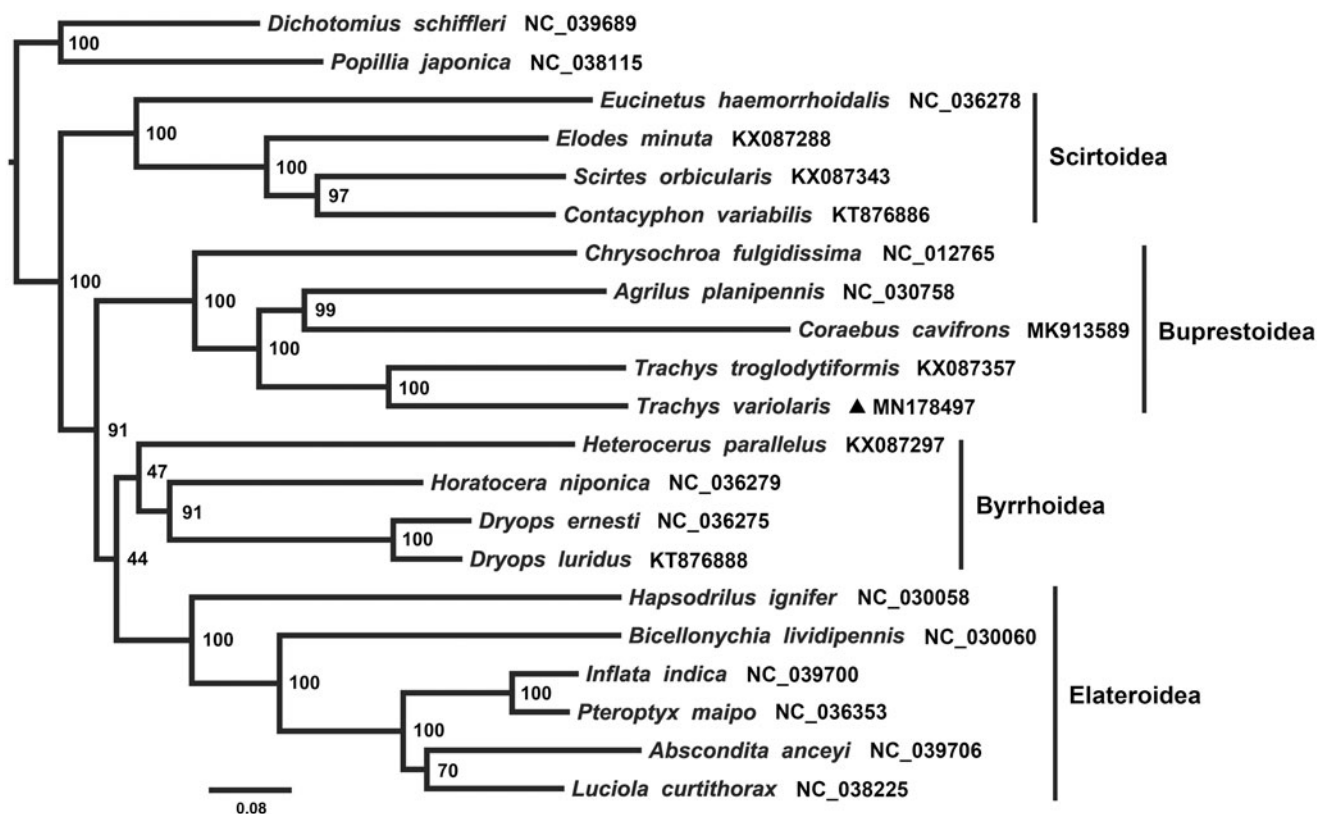 Dichotomius schiffleri NC_039689
100
Popillia japonica NC_038115
Eucinetus haemorrhoidalis NC_036278
100
Elodes minuta KX087288
100
Scirtes orbicularis KX087343
97
Contacyphon variabilis KT876886
Scirtoidea
100
Chrysochroa fulgidissima NC_012765
100
Agrilus planipennis NC_030758
99
Coraebus cavifrons MK913589
100
Trachys troglodytiformis KX087357
100
Trachys variolaris ▲ MN178497
Buprestoidea
91
Heterocerus parallelus KX087297
47
Horatocera niponica NC_036279
91
Dryops ernesti NC_036275
100
Dryops luridus KT876888
Byrrhoidea
44
Hapsodrilus ignifer NC_030058
100
Bicellonychia lividipennis NC_030060
100
Inflata indica NC_039700
100
Pteroptyx maipo NC_036353
100
Abscondita anceyi NC_039706
70
Luciola curtithorax NC_038225
Elateroidea
0.08